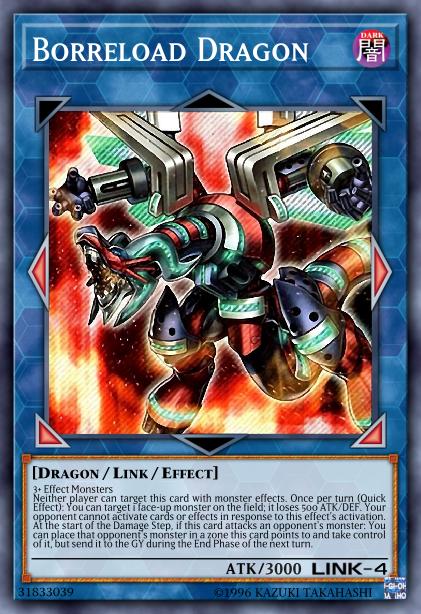 BORRELOAD DRAGON
DARK
闇
[DRAGON / LINK / EFFECT]
3+ Effect Monsters
Neither player can target this card with monster effects. Once per turn (Quick
Effect): You can target 1 face-up monster on the field; it loses 500 ATK/DEF. Your
opponent cannot activate cards or effects in response to this effect's activation.
At the start of the Damage Step, if this card attacks an opponent's monster: You
can place that opponent's monster in a zone this card points to and take control
of it, but send it to the GY during the End Phase of the next turn.
ATK/3000 LINK-4
31833039 ©1996 KAZUKI TAKAHASHI